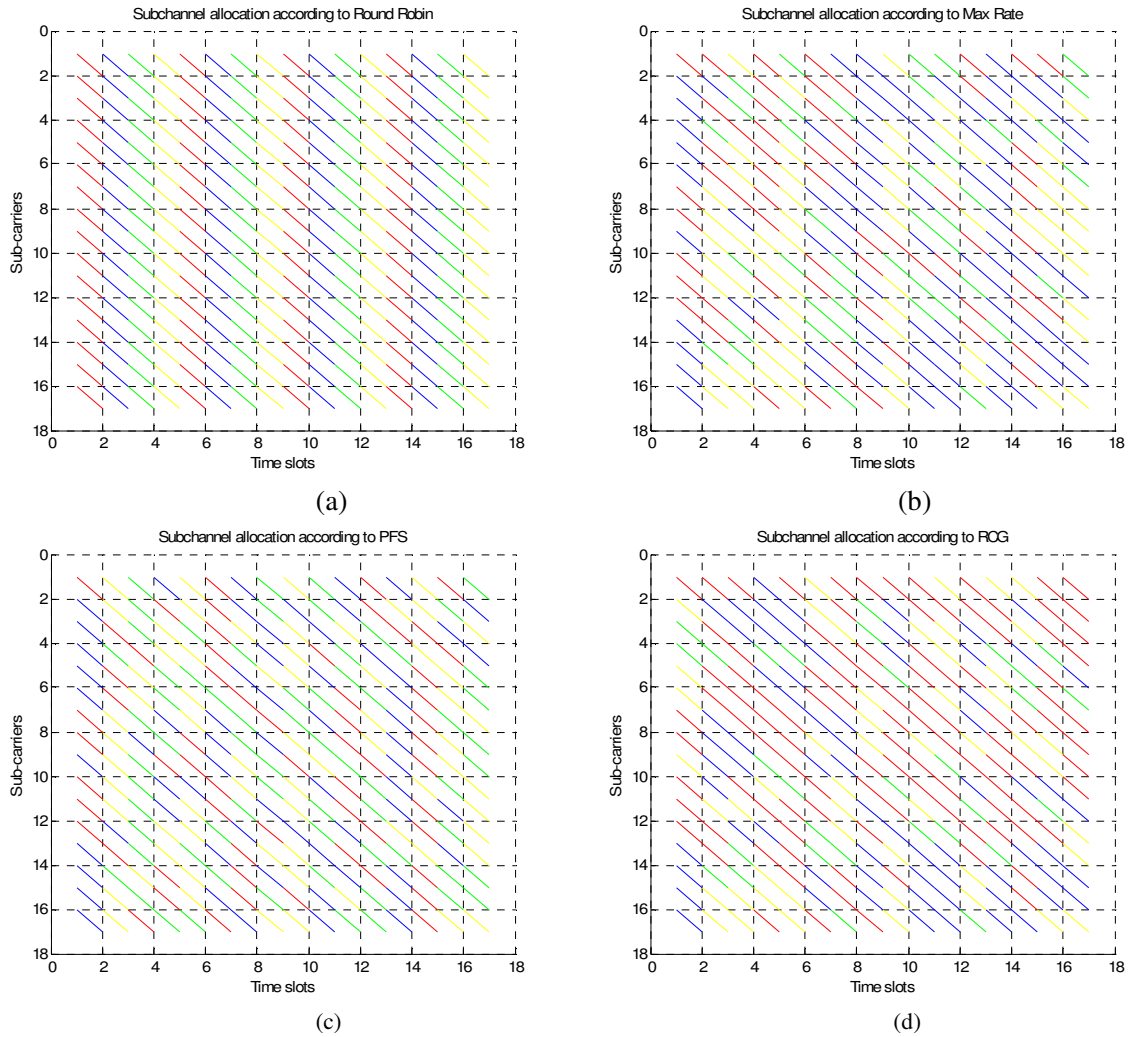 Subchannel allocation according to Round Robin
0
2
4
6
8
10
12
14
16
18
Sub-carriers
0 2 4 6 8 10 12 14 16 18
Time slots
(a)
Subchannel allocation according to Max Rate
0
2
4
6
8
10
12
14
16
18
Sub-carriers
0 2 4 6 8 10 12 14 16 18
Time slots
(b)
Subchannel allocation according to PFS
0
2
4
6
8
10
12
14
16
18
Sub-carriers
0 2 4 6 8 10 12 14 16 18
Time slots
(c)
Subchannel allocation according to RCG
0
2
4
6
8
10
12
14
16
18
Sub-carriers
0 2 4 6 8 10 12 14 16 18
Time slots
(d)